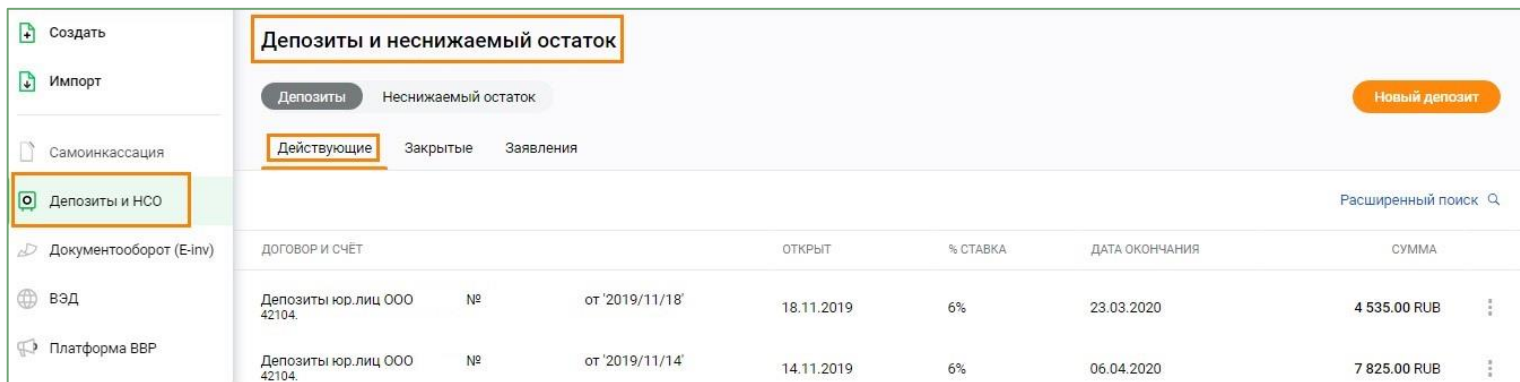 Создать
Импорт
Самоинкассация
Депозиты и НСО
Документооборот (E-inv)
ВЭД
Платформа ВВР
Депозиты и неснижаемый остаток
Депозиты Неснижаемый остаток
Новый депозит
Действующие Закрытые Заявления
Расширенный поиск
ДОГОВОР И СЧЁТ ОТКРЫТ % СТАВКА ДАТА ОКОНЧАНИЯ СУММА
Депозиты юр.лиц ООО № от '2019/11/18' 18.11.2019 6% 23.03.2020 4 535.00 RUB
42104.
Депозиты юр.лиц ООО № от '2019/11/14' 14.11.2019 6% 06.04.2020 7 825.00 RUB
42104.